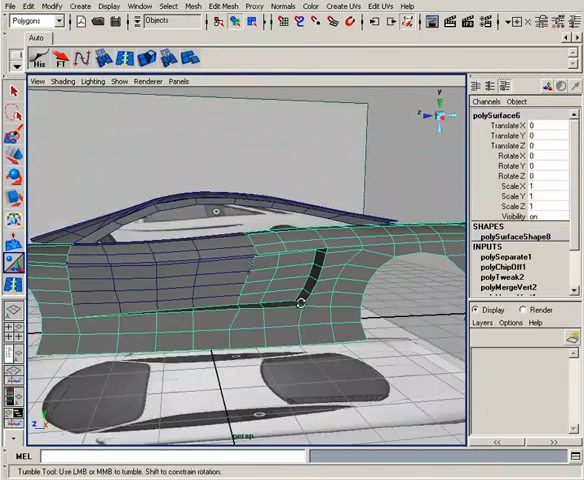 File Edit Modify Create Display Window Select Mesh Edit Mesh Proxy Normals Color Create UVs Edit UVs Help
Polygons Objects
Auto
His FT
View Shading Lighting Show Renderer Panels
Channels Object
polySurface6
Translate X 0
Translate Y 0
Translate Z 0
Rotate X 0
Rotate Y 0
Rotate Z 0
Scale X 1
Scale Y 1
Scale Z 1
Visibility on
SHAPES
polySurfaceShape8
INPUTS
polySeparate1
polyChipOff1
polyTweak2
polyMergeVert2
Display Render
Layers Options Help
y
z
z
persp
<< >>
MEL
Tumble Tool: Use LMB or MMB to tumble. Shift to constrain rotation.